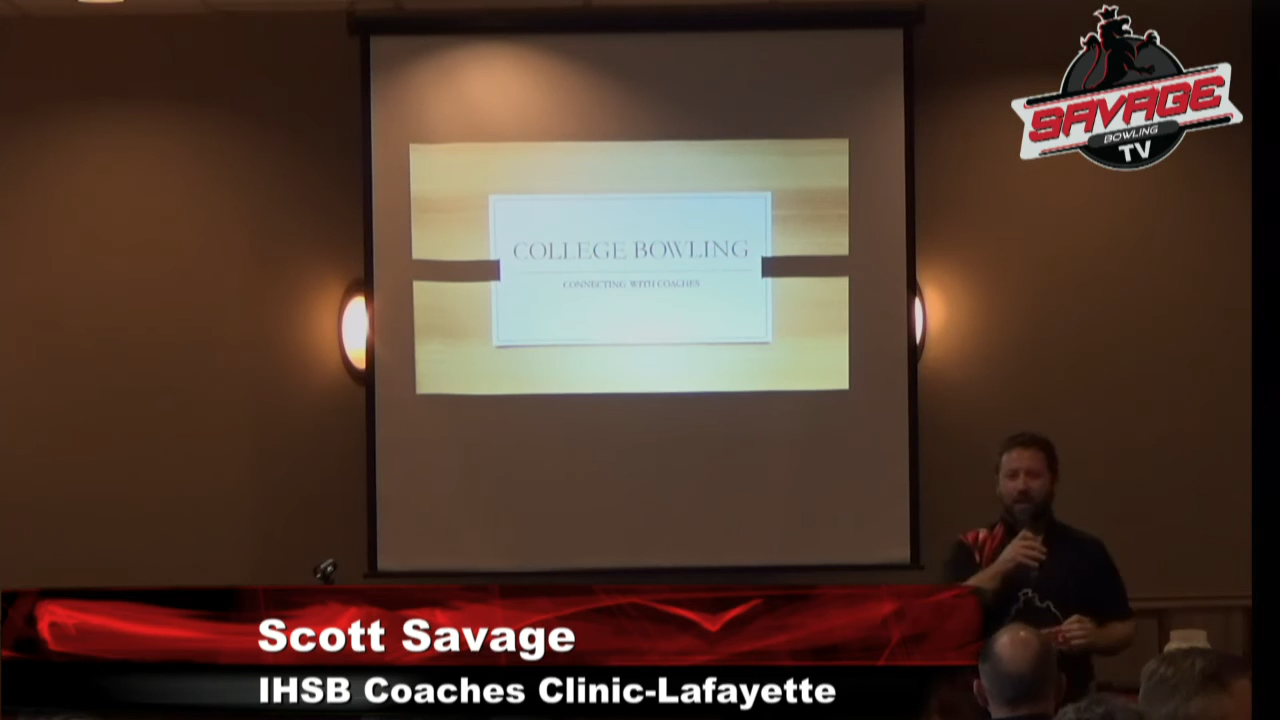 SAVAGE
BOWLING
TV
COLLEGE BOWLING
CONNECTING WITH COACHES
Scott Savage
IHSB Coaches Clinic-Lafayette